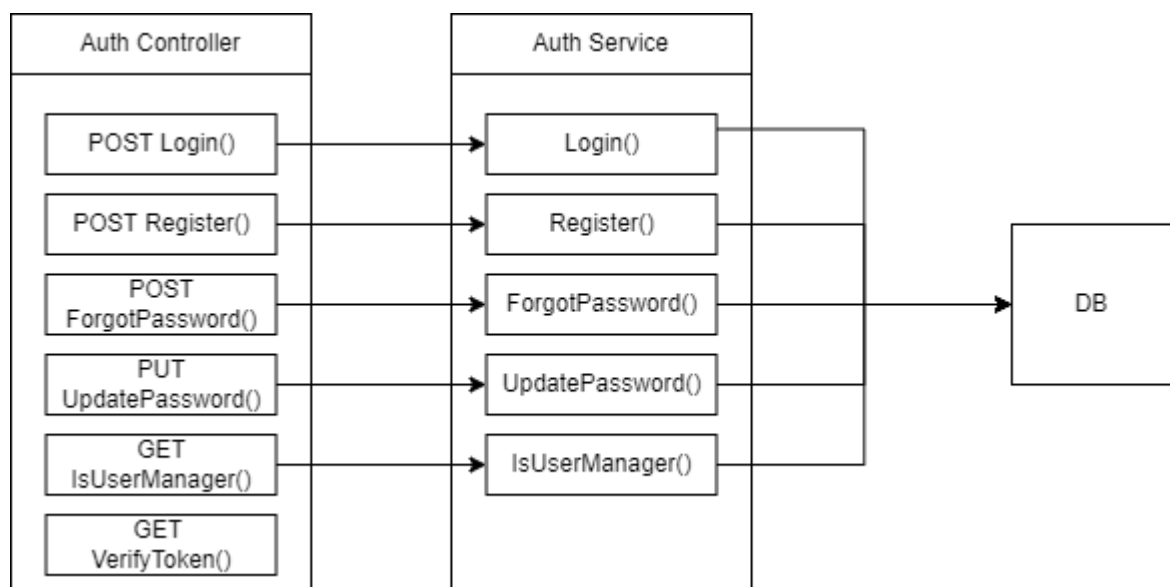 Auth Controller
Auth Service
POST Login()
Login()
POST Register()
Register()
POST
ForgotPassword()
ForgotPassword()
DB
PUT
UpdatePassword()
UpdatePassword()
GET
IsUserManager()
IsUserManager()
GET
VerifyToken()